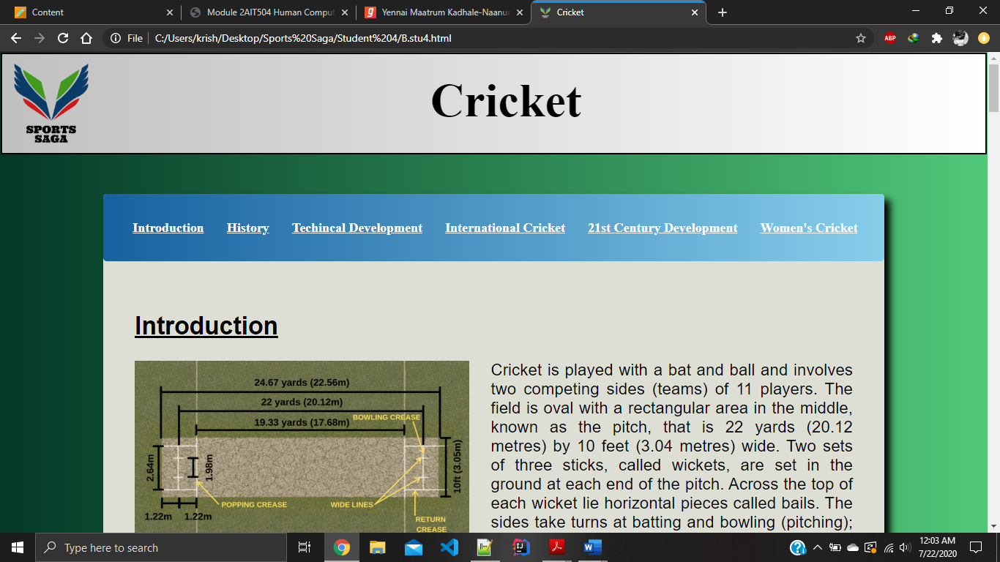 Content
Module 2AIT504 Human Comput
Yennai Maatrum Kadhale-Naanum
Cricket
File
C:/Users/krish/Desktop/Sports%20Saga/Student%204/B.stu4.html
ABP
SPORTS
SAGA
Cricket
Introduction History Techincal Development International Cricket 21st Century Development Women's Cricket
Introduction
24.67 yards (22.56m)
22 yards (20.12m)
19.33 yards (17.68m)
BOWLING CREASE
2.64m
1.98m
10ft (3.05m)
POPPING CREASE
WIDE LINES
1.22m 1.22m
RETURN
CREASE
Cricket is played with a bat and ball and involves
two competing sides (teams) of 11 players. The
field is oval with a rectangular area in the middle,
known as the pitch, that is 22 yards (20.12
metres) by 10 feet (3.04 metres) wide. Two sets
of three sticks, called wickets, are set in the
ground at each end of the pitch. Across the top of
each wicket lie horizontal pieces called bails. The
sides take turns at batting and bowling (pitching);
Type here to search
12:03 AM
7/22/2020